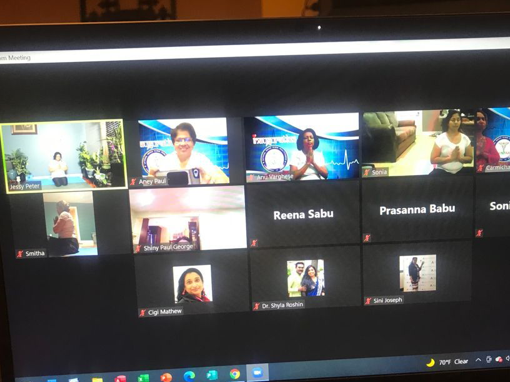 m Meeting
Jessy Peter
Aney Paul
Anu Varghese
Sonia
Smitha
Shiny Paul George
Reena Sabu
Prasanna Babu
Soni
Cigi Mathew
Dr. Shyla Roshin
Sini Joseph
70°F Clear